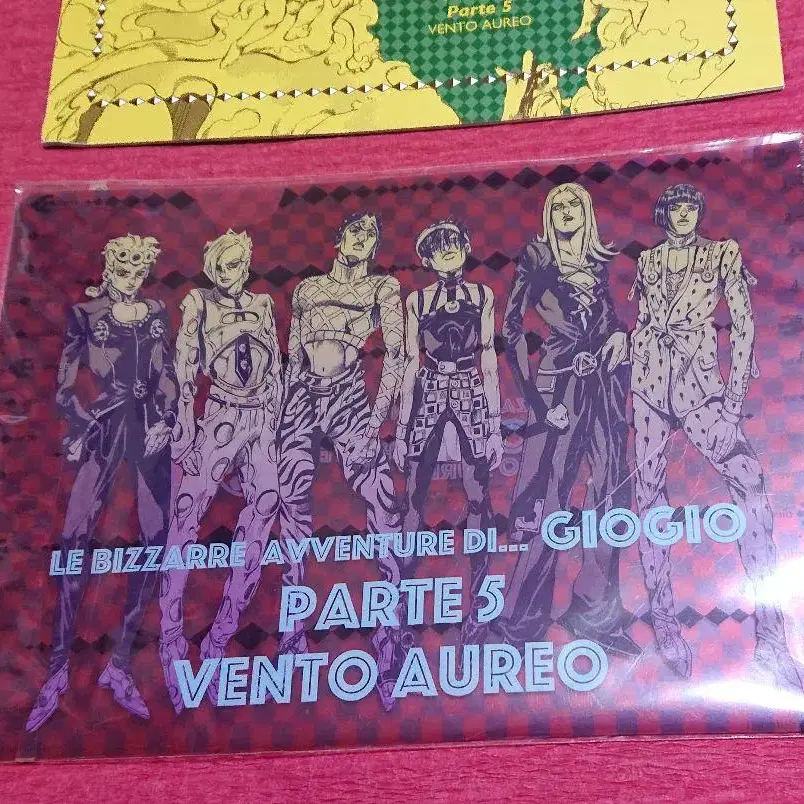 Parte 5
VENTO AUREO
LE BIZZARRE AVVENTURE DI... GIOGIO
PARTE 5
VENTO AUREO